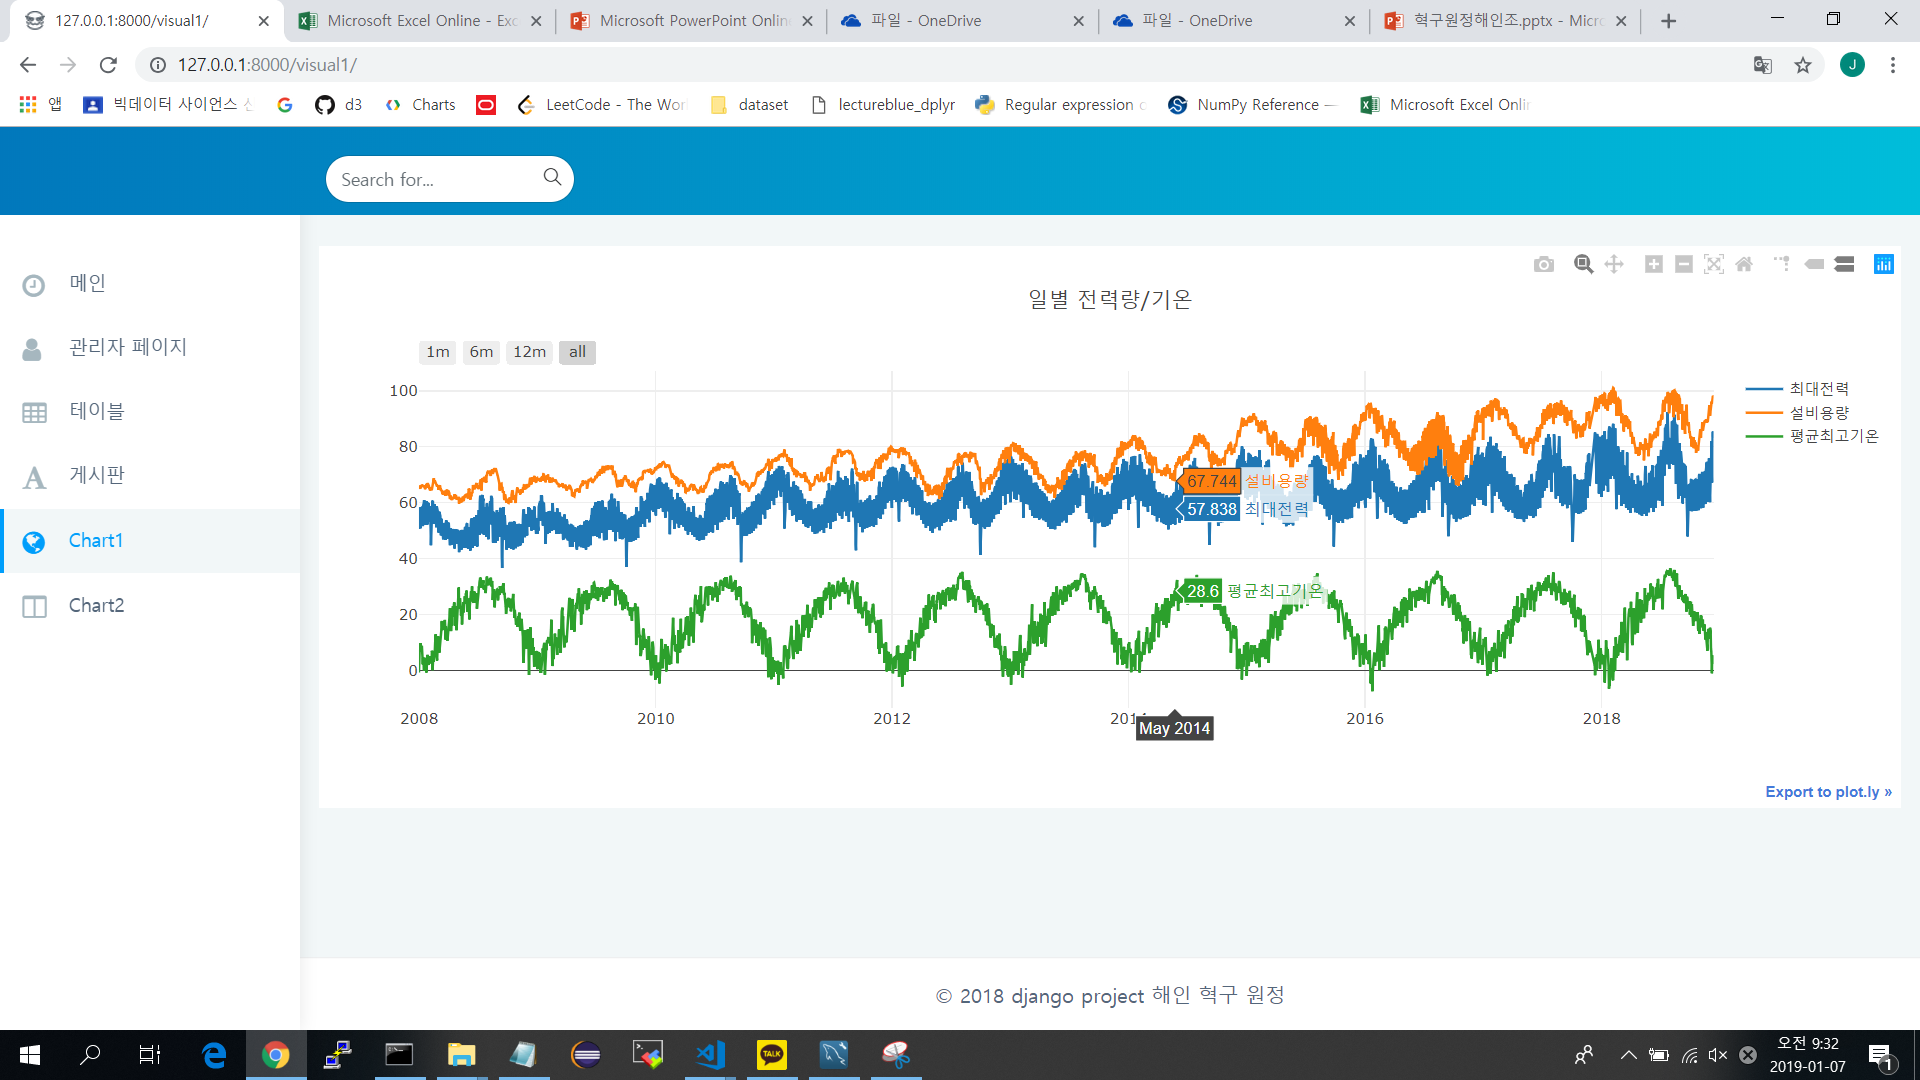 127.0.0.1:8000/visual1/
Microsoft Excel Online - Exc
Microsoft PowerPoint Online
파일 - OneDrive
파일 - OneDrive
혁구원정해인조.pptx - Micro
127.0.0.1:8000/visual1/
J
앱
빅데이터 사이언스
d3
Charts
LeetCode - The Wor
dataset
lectureblue_dplyr
Regular expression
NumPy Reference —
Microsoft Excel Onlin
Search for...
메인
관리자 페이지
테이블
게시판
Chart1
Chart2
일별 전력량/기온
1m 6m 12m all
100
80
60
40
20
0
최대전력
설비용량
평균최고기온
67.744 설비용량
57.838 최대전력
28.6 평균최고기온
2008 2010 2012 2016 2018
May 2014
Export to plot.ly »
© 2018 django project 해인 혁구 원정
TALK
오전 9:32
2019-01-07
1